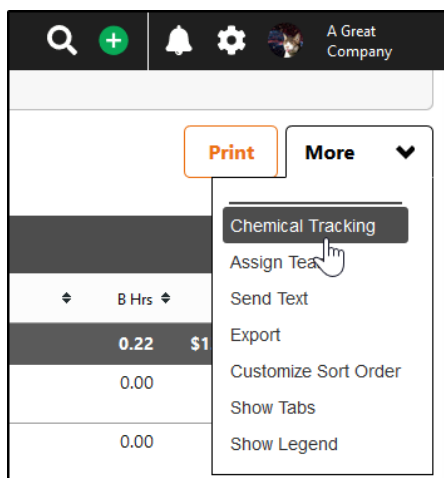 A Great
Company
Print
More
Chemical Tracking
Assign
Send Text
B Hrs
Export
0.22
$1
Customize Sort Order
0.00
Show Tabs
0.00
Show Legend